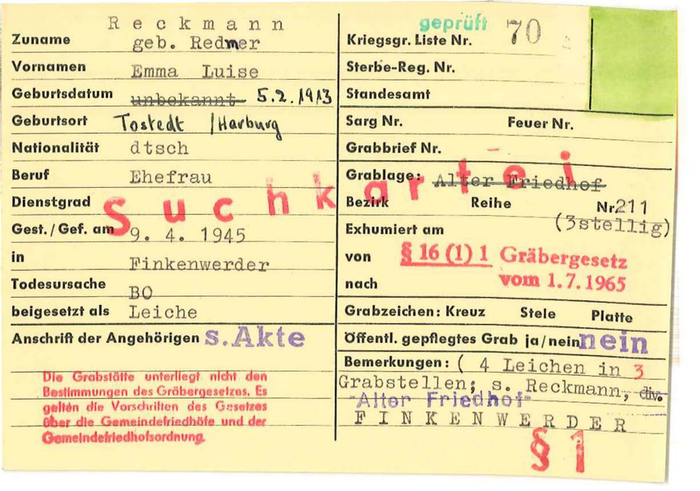 Reckmann
Zuname geb. Redmer
Vornamen Emma Luise
Geburtsdatum unbekannt 5.2.1913
Geburtsort Tostedt /Harburg
Nationalität dtsch
Beruf Ehefrau
Dienstgrad
Gest./Gef. am 9. 4. 1945
in Finkenwerder
Todesursache BO
beigesetzt als Leiche
Anschrift der Angehörigen s.Akte
Die Grabstätte unterliegt nicht den
Bestimmungen des Gräbergesetzes. Es
gelten die Vorschriften des Gesetzes
über die Gemeindefriedhöfe und der
Gemeindefriedhofsordnung.
Suchkartei
geprüft
Kriegsgr. Liste Nr. 70
Sterbe-Reg. Nr.
Standesamt
Sarg Nr. Feuer Nr.
Grabbrief Nr.
Grablage: Alter Friedhof
Bezirk Reihe Nr. 211
(3stellig)
Exhumiert am
von § 16 (1) 1 Gräbergesetz
nach vom 1.7.1965
Grabzeichen: Kreuz Stele Platte
Öffentl. gepflegtes Grab ja/nein nein
Bemerkungen: ( 4 Leichen in 3
Grabstellen; s. Reckmann, div.
"Alter Friedhof"
FINKENWERDER
§ 1